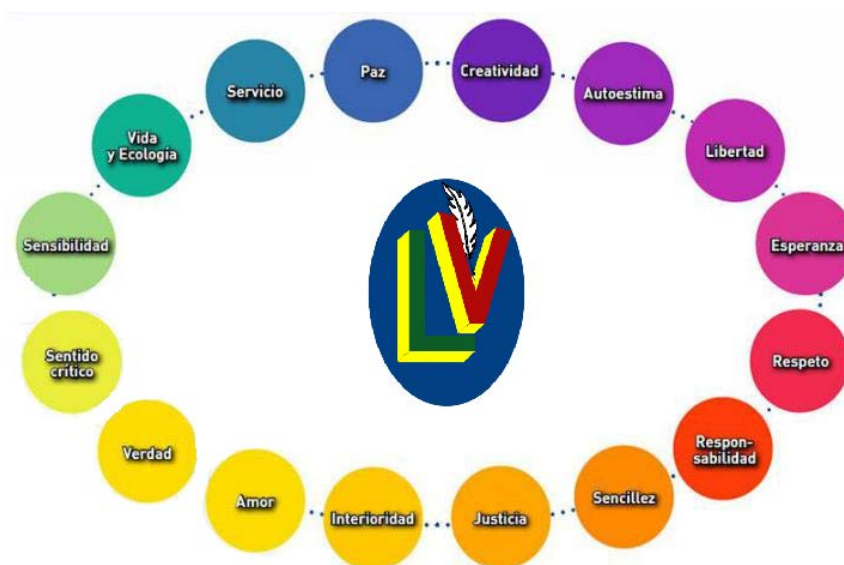 Paz
Creatividad
Autoestima
Libertad
Esperanza
Respeto
Respon-
sabilidad
Sencillez
Justicia
Interioridad
Amor
Verdad
Sentido
crítico
Sensibilidad
Vida
y Ecología
Servicio
LV